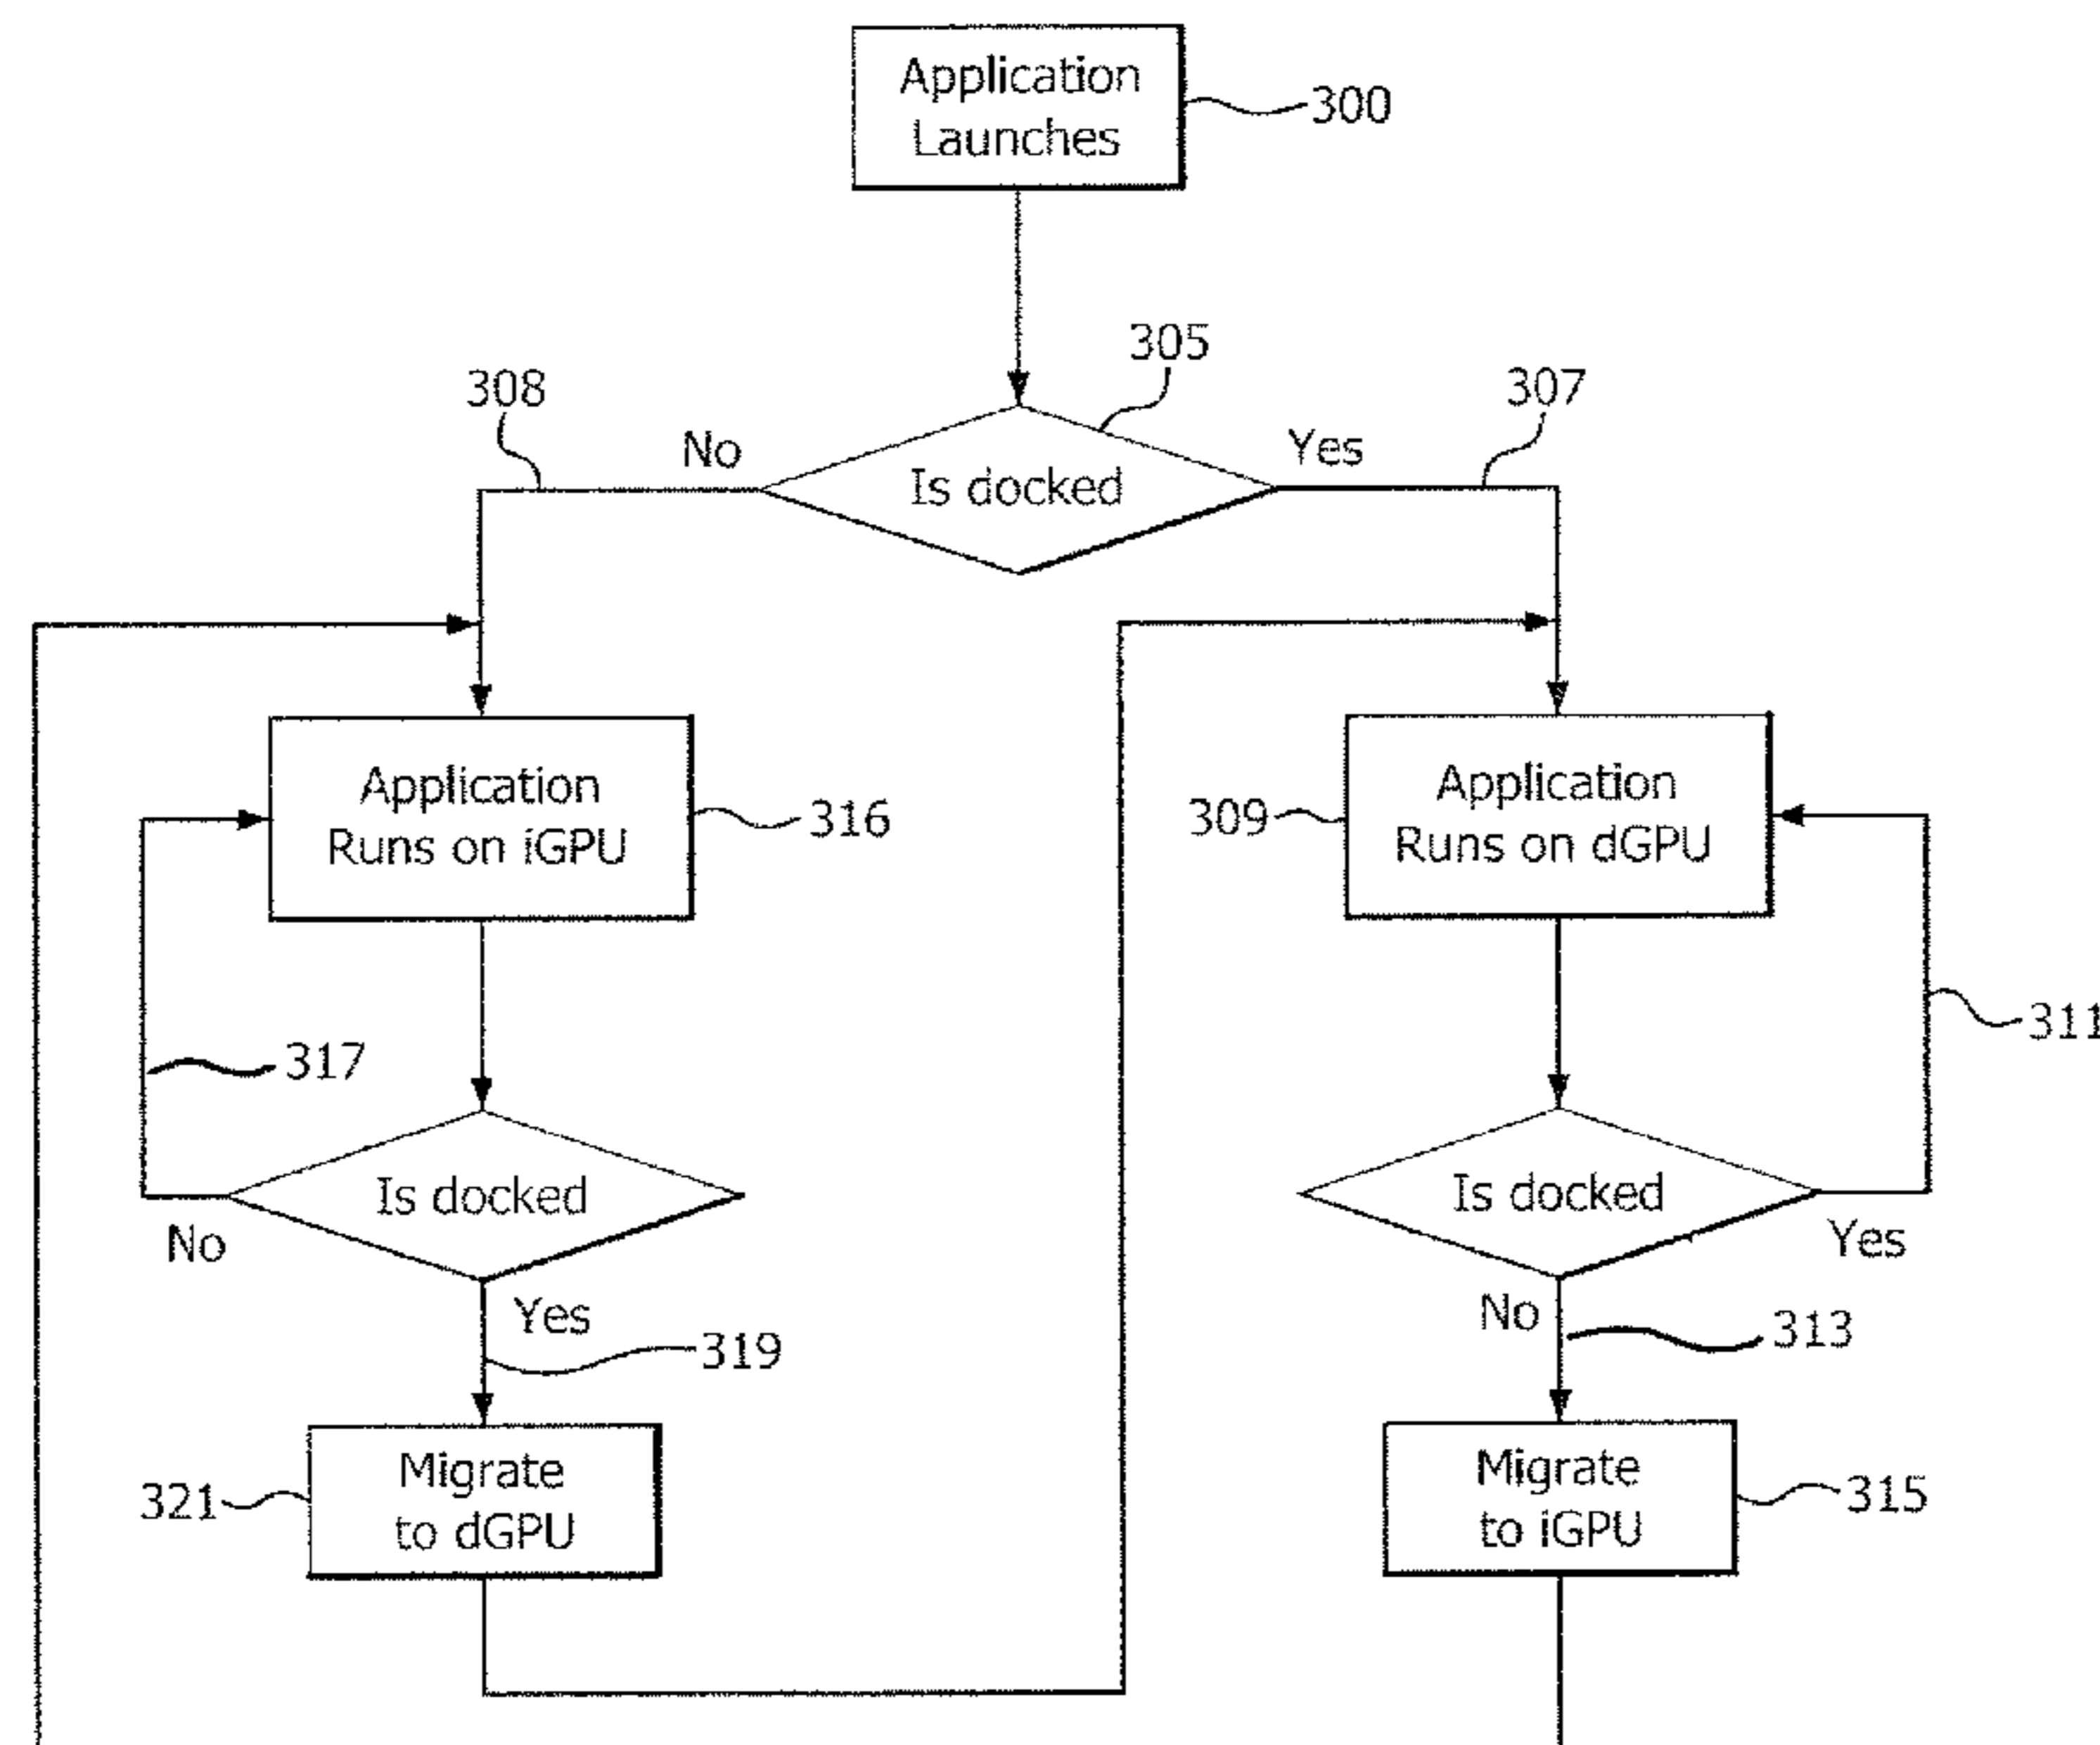 Application
Launches
300
305
308
307
No
Yes
Is docked
Application
Runs on iGPU
316
309
Application
Runs on dGPU
311
317
Is docked
No
Yes
319
Is docked
Yes
No
313
321
Migrate
to dGPU
Migrate
to iGPU
315